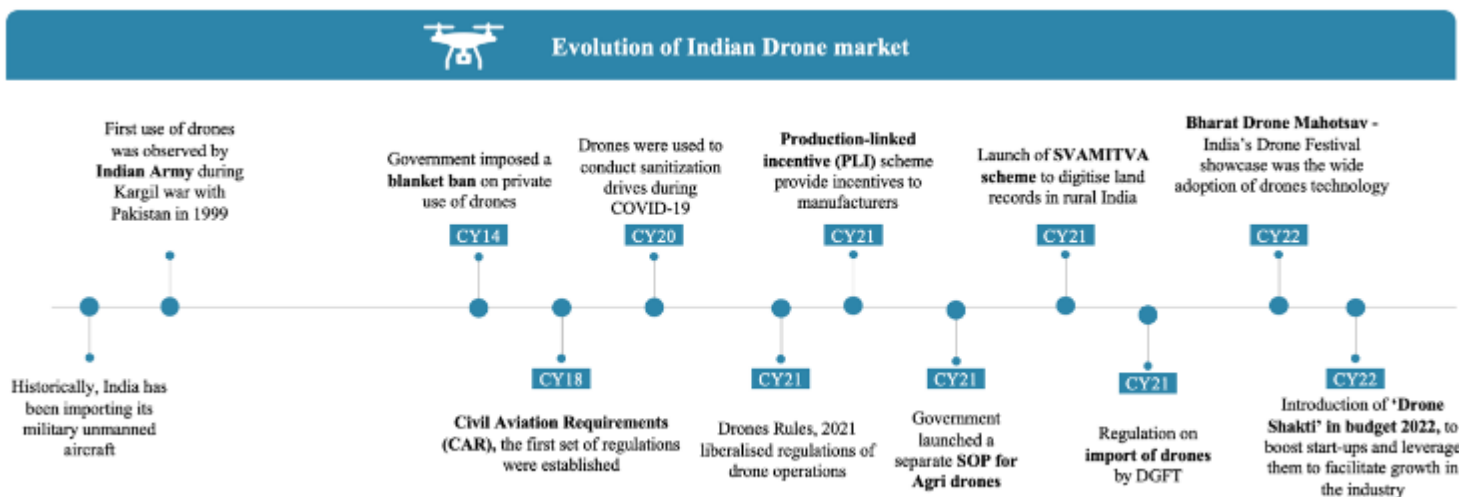 Evolution of Indian Drone market
First use of drones
was observed by
Indian Army during
Kargil war with
Pakistan in 1999
Government imposed a
blanket ban on private
use of drones
CY14
Drones were used to
conduct sanitization
drives during
COVID-19
CY20
Production-linked
incentive (PLI) scheme
provide incentives to
manufacturers
CY21
Launch of SVAMITVA
scheme to digitise land
records in rural India
CY21
Bharat Drone Mahotsav -
India's Drone Festival
showcase was the wide
adoption of drones technology
CY22
Historically, India has
been importing its
military unmanned
aircraft
CY18
Civil Aviation Requirements
(CAR), the first set of regulations
were established
CY21
Drones Rules, 2021
liberalised regulations of
drone operations
CY21
Government
launched a
separate SOP for
Agri drones
CY21
Regulation on
import of drones
by DGFT
CY22
Introduction of ‘Drone
Shakti’ in budget 2022, to
boost start-ups and leverage
them to facilitate growth in
the industry